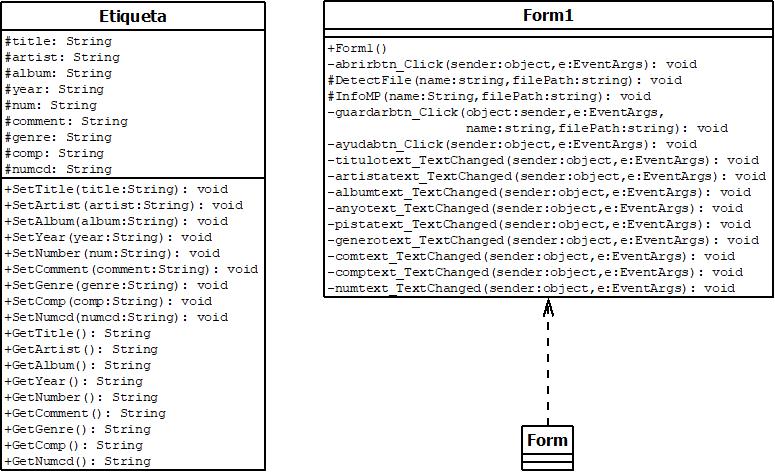 Etiqueta
#title: String
#artist: String
#album: String
#year: String
#num: String
#comment: String
#genre: String
#comp: String
#numcd: String
+SetTitle(title:String): void
+SetArtist(artist:String): void
+SetAlbum(album:String): void
+SetYear(year:String): void
+SetNumber(num:String): void
+SetComment(comment:String): void
+SetGenre(genre:String): void
+SetComp(comp:String): void
+SetNumcd(numcd:String): void
+GetTitle(): String
+GetArtist(): String
+GetAlbum(): String
+GetYear(): String
+GetNumber(): String
+GetComment(): String
+GetGenre(): String
+GetComp(): String
+GetNumcd(): String
Form1
+Form1()
-abrirbtn_Click(sender:object,e:EventArgs): void
#DetectFile(name:string,filePath:string): void
#InfoMP(name:String,filePath:string): void
-guardarbtn_Click(object:sender,e:EventArgs,
name:string,filePath:string): void
-ayudabtn_Click(sender:object,e:EventArgs): void
-titulotext_TextChanged(sender:object,e:EventArgs): void
-artistatext_TextChanged(sender:object,e:EventArgs): void
-albumtext_TextChanged(sender:object,e:EventArgs): void
-anyotext_TextChanged(sender:object,e:EventArgs): void
-pistatext_TextChanged(sender:object,e:EventArgs): void
-generotext_TextChanged(sender:object,e:EventArgs): void
-comtext_TextChanged(sender:object,e:EventArgs): void
-comptext_TextChanged(sender:object,e:EventArgs): void
-numtext_TextChanged(sender:object,e:EventArgs): void
Form